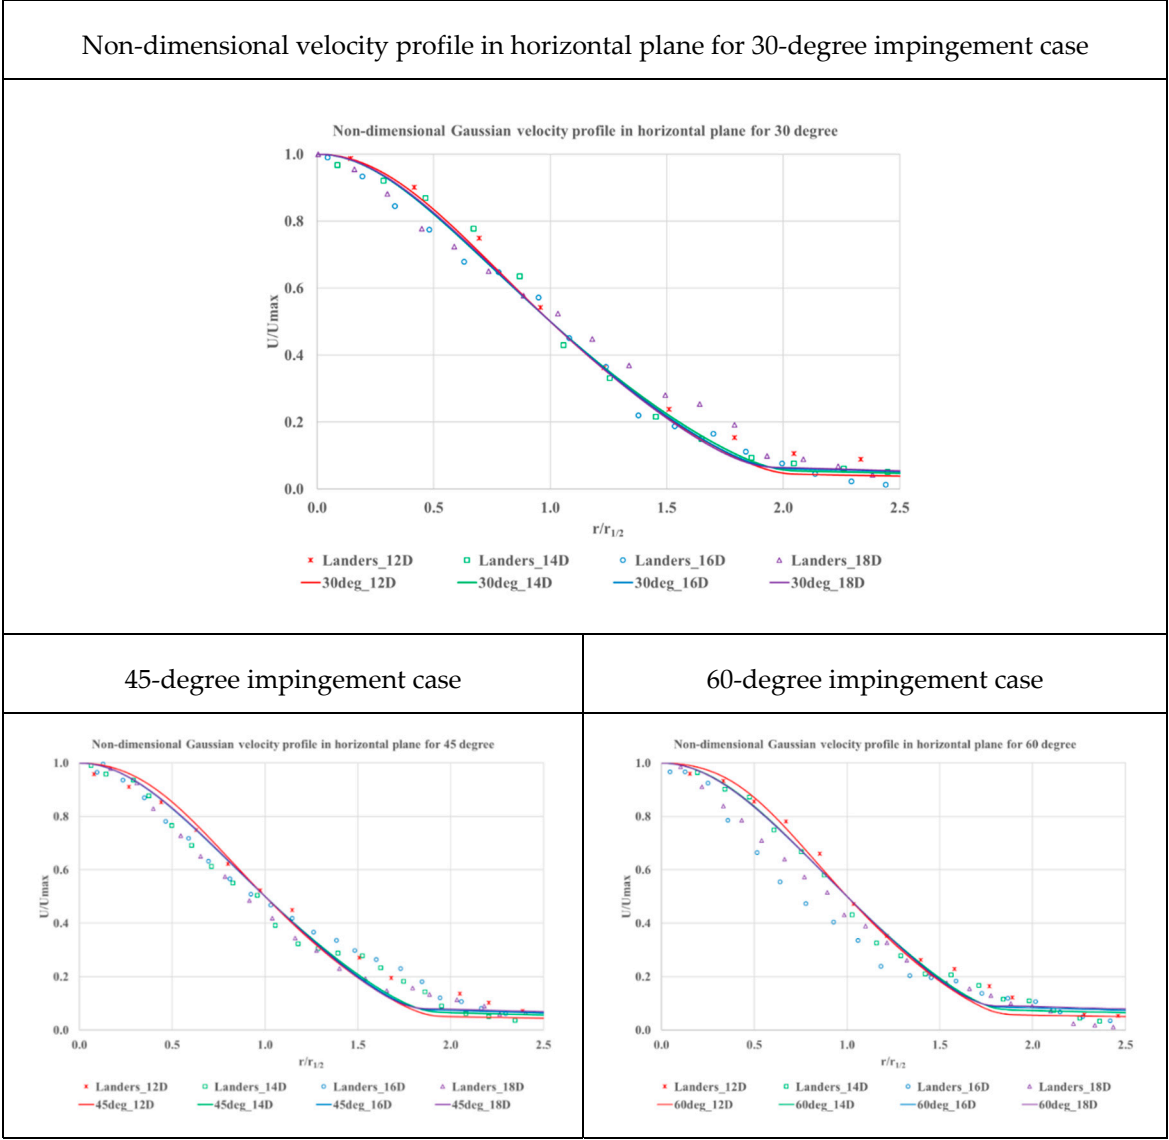 Non-dimensional velocity profile in horizontal plane for 30-degree impingement case
Non-dimensional Gaussian velocity profile in horizontal plane for 30 degree
1.0
0.8
0.6
0.4
0.2
0.0
U/Umax
0.0 0.5 1.0 1.5 2.0 2.5
r/r1/2
Landers_12D Landers_14D Landers_16D Landers_18D
30deg_12D 30deg_14D 30deg_16D 30deg_18D
45-degree impingement case
Non-dimensional Gaussian velocity profile in horizontal plane for 45 degree
1.0
0.8
0.6
0.4
0.2
0.0
U/Umax
0.0 0.5 1.0 1.5 2.0 2.5
r/r1/2
Landers_12D Landers_14D Landers_16D Landers_18D
45deg_12D 45deg_14D 45deg_16D 45deg_18D
60-degree impingement case
Non-dimensional Gaussian velocity profile in horizontal plane for 60 degree
1.0
0.8
0.6
0.4
0.2
0.0
U/Umax
0.0 0.5 1.0 1.5 2.0 2.5
r/r1/2
Landers_12D Landers_14D Landers_16D Landers_18D
60deg_12D 60deg_14D 60deg_16D 60deg_18D